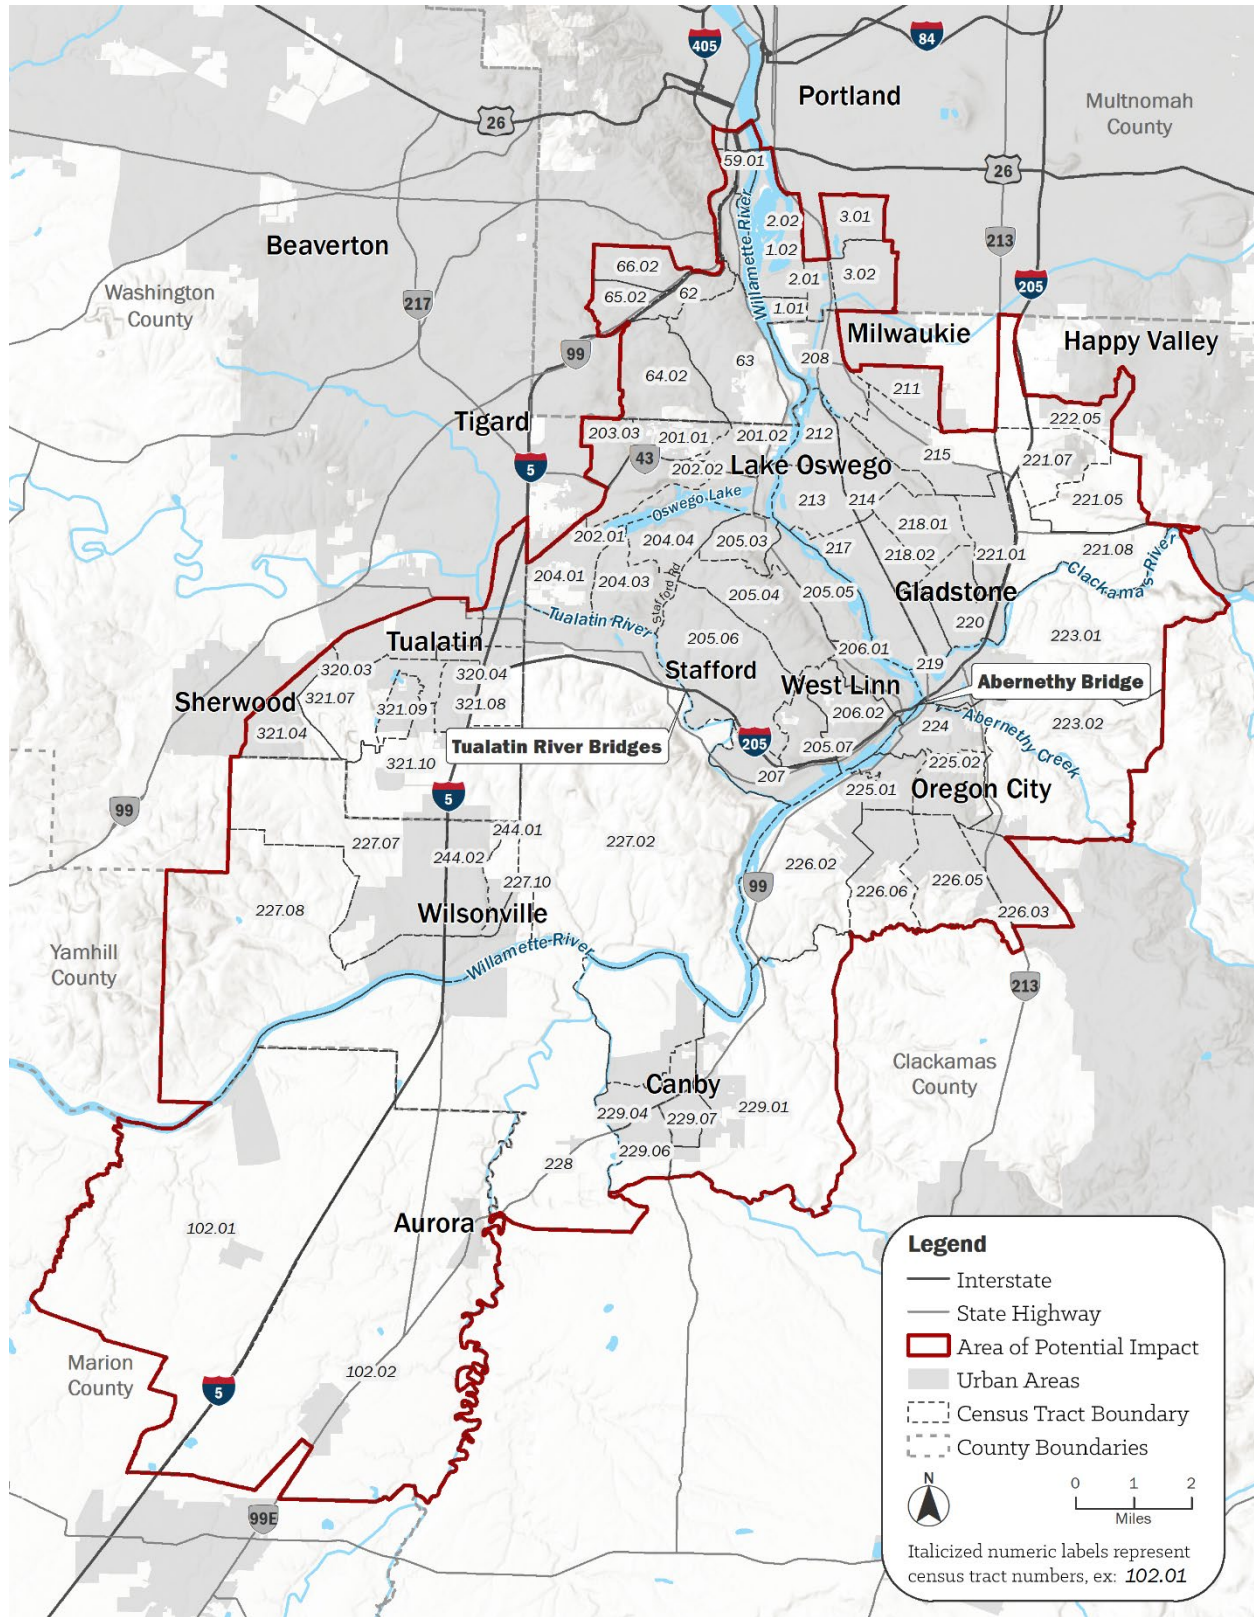 405
84
Portland
Multnomah
County
26
59.01
26
Willamette River
2.02
3.01
Beaverton
213
1.02
66.02
3.02
205
2.01
Washington
County
65.02
62
217
1.01
Milwaukie
Happy Valley
99
208
63
64.02
211
222.05
Tigard
203.03
201.01
201.02
212
215
43
5
202.02
Lake Oswego
221.07
Oswego Lake
213
214
221.05
218.01
202.01
204.04
205.03
217
218.02
221.01
221.08
Clackamas River
204.01
204.03
Stafford Rd
205.04
205.05
Gladstone
Tualatin River
220
223.01
205.06
Tualatin
206.01
219
320.03
320.04
Stafford
West Linn
Abernethy Bridge
321.07
321.09
321.08
Sherwood
206.02
224
Abernethy Creek
223.02
321.04
Tualatin River Bridges
205
205.07
321.10
207
225.02
225.01
Oregon City
5
99
244.01
227.07
244.02
227.02
226.02
227.10
99
226.06
226.05
227.08
Wilsonville
226.03
Yamhill
County
Willamette River
213
Clackamas
County
Canby
229.04
229.07
229.01
229.06
228
102.01
Aurora
Marion
County
102.02
5
99E
Legend
Interstate
State Highway
Area of Potential Impact
Urban Areas
Census Tract Boundary
County Boundaries
N
0 1 2
Miles
Italicized numeric labels represent
census tract numbers, ex: 102.01